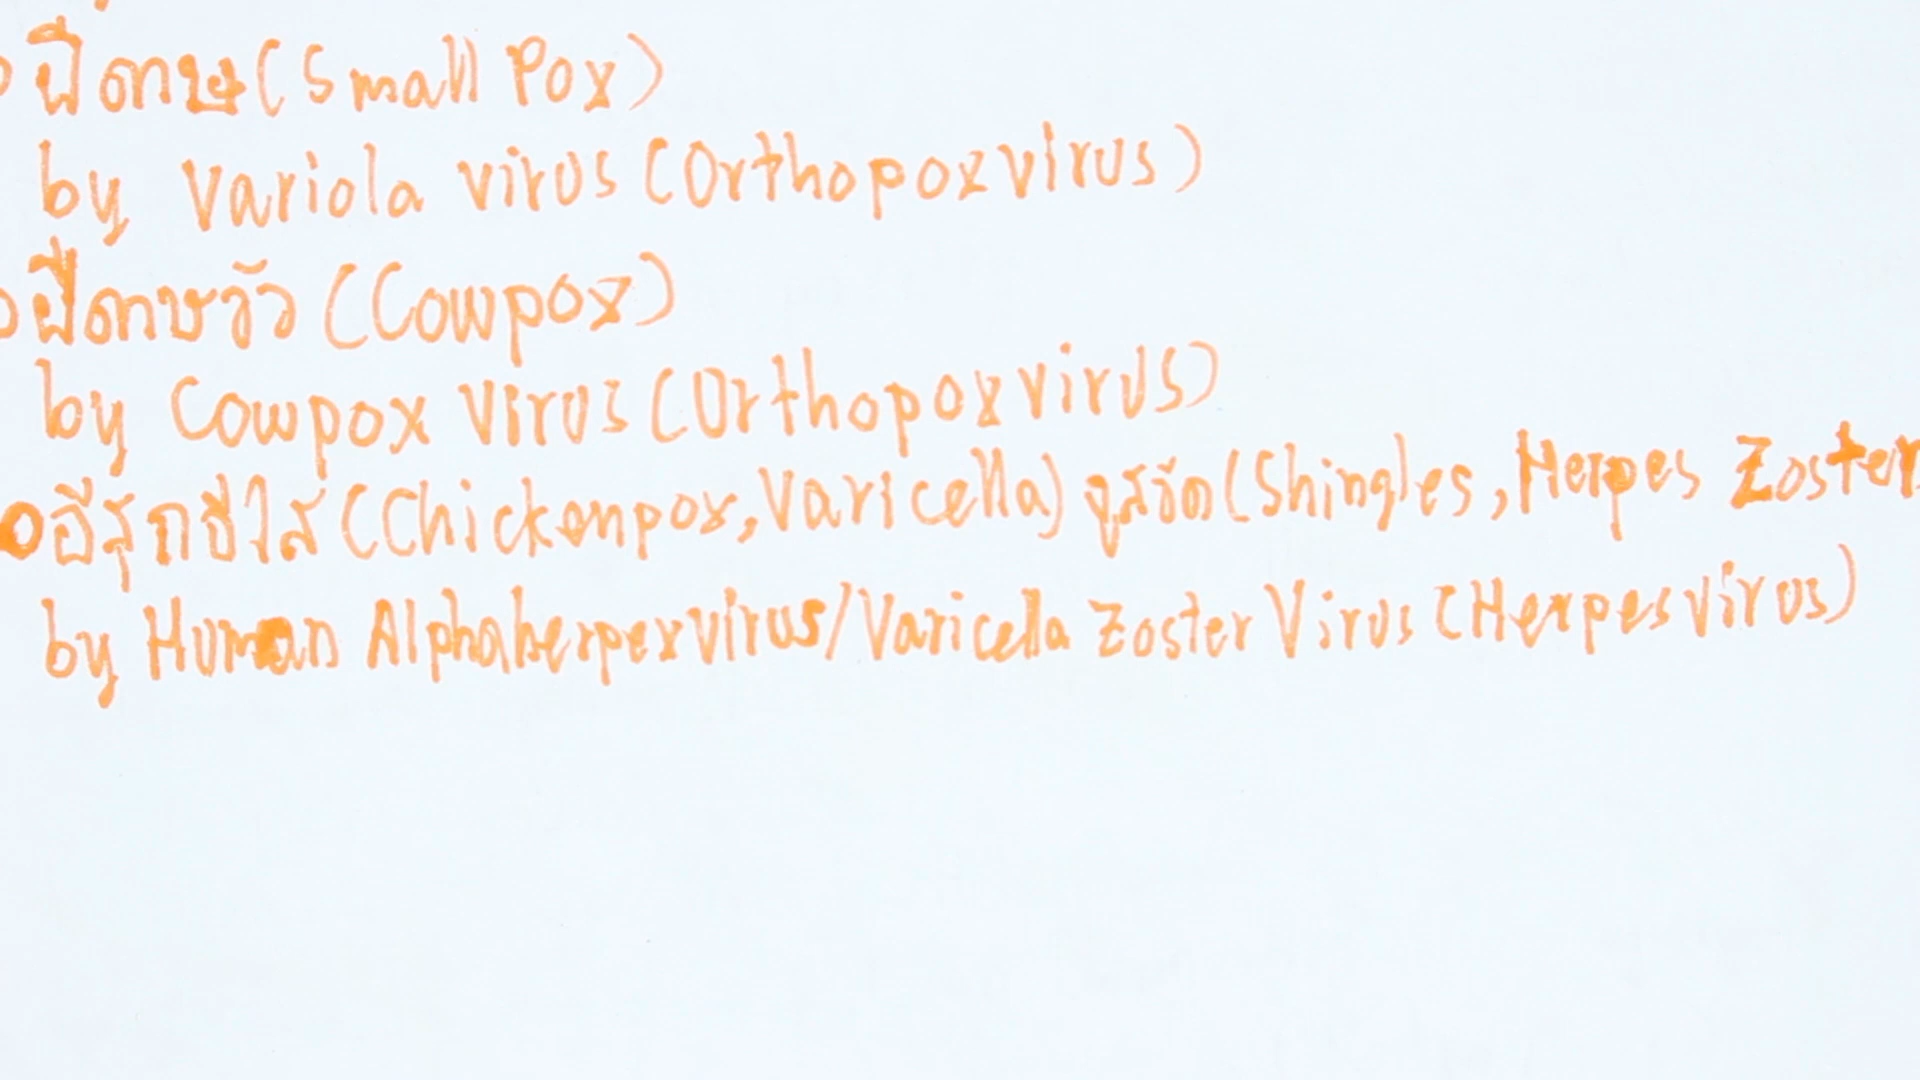 ฝีดาษ (Small Pox)
by Variola virus (Orthopoxvirus)
ฝีดาษวัว (Cowpox)
by Cowpox virus (Orthopoxvirus)
อีสุกอีใส (Chickenpox, Varicella) งูสวัด (Shingles, Herpes Zoster
by Human Alphaherpexvirus/Varicella Zoster Virus (Herpesvirus)